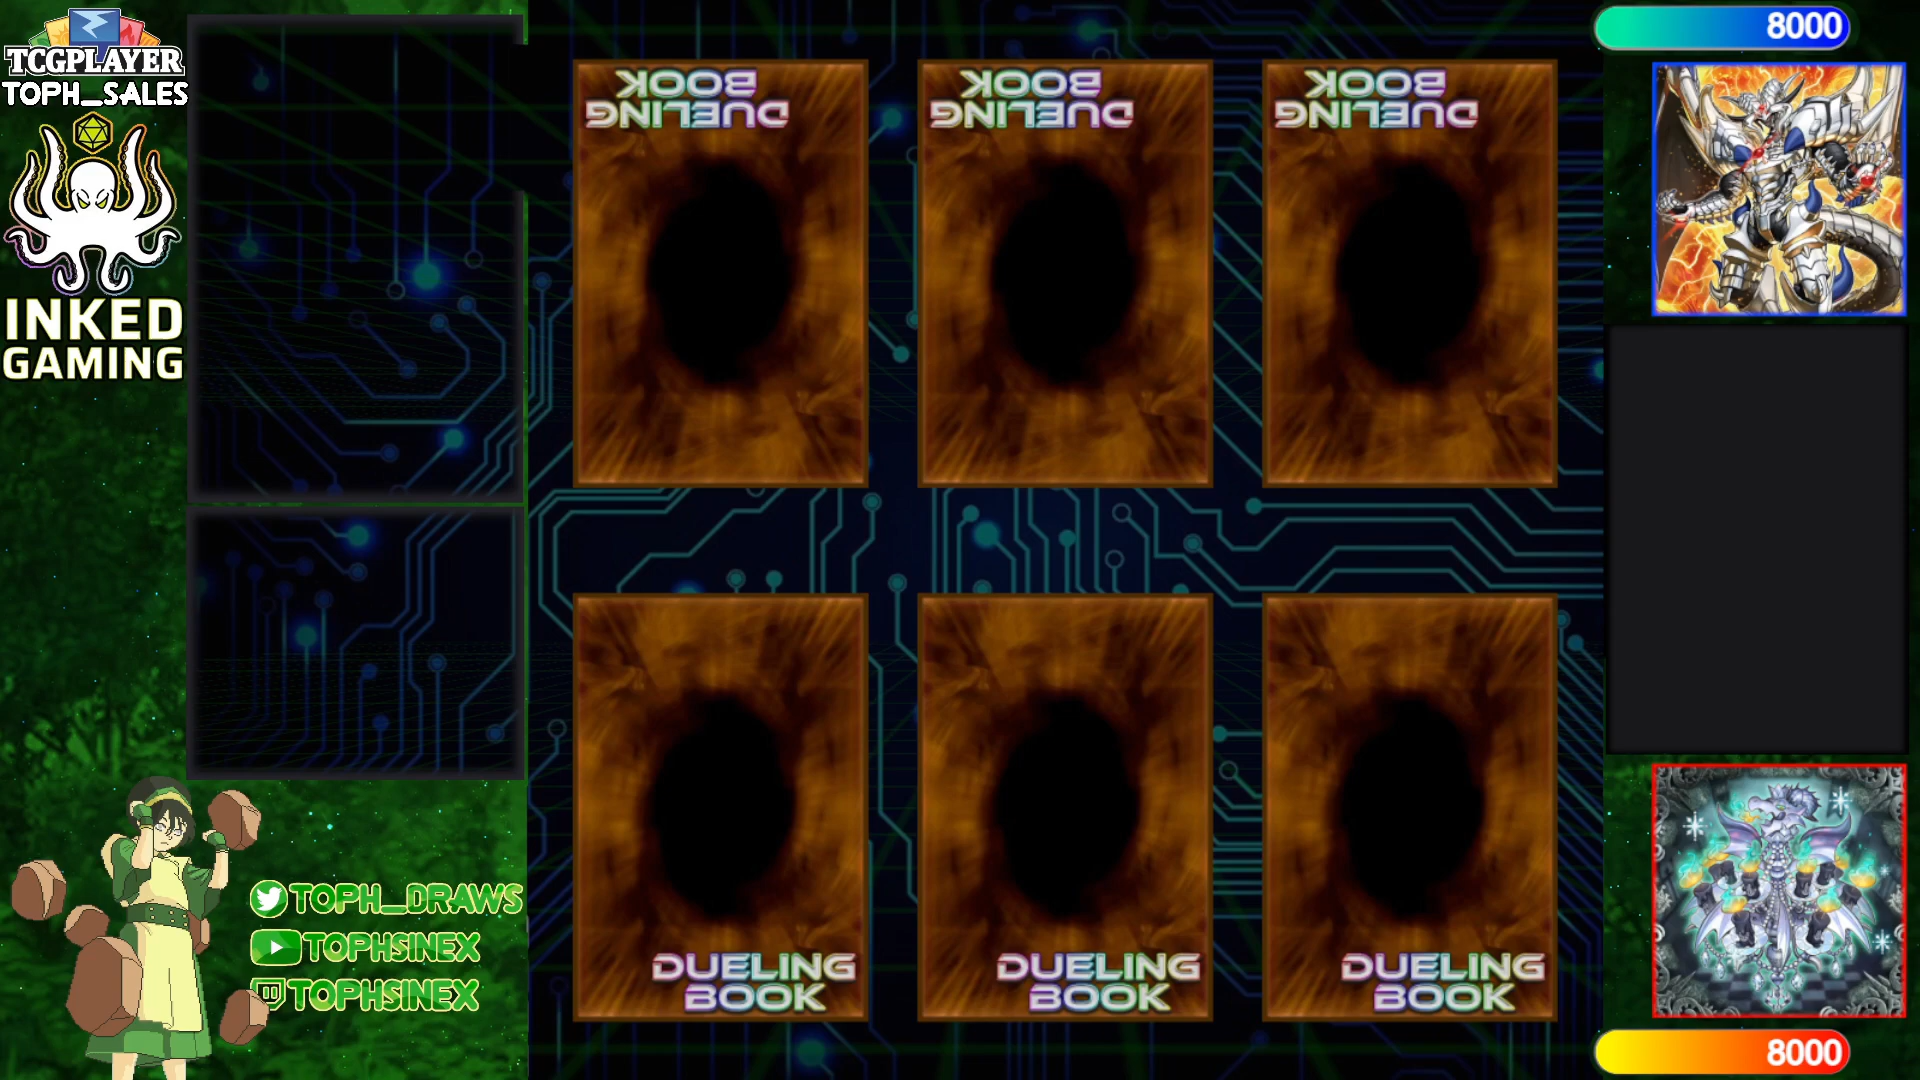 TCGPLAYER
TOPH_SALES
INKED
GAMING
8000
DUELING
BOOK
DUELING
BOOK
DUELING
BOOK
DUELING
BOOK
DUELING
BOOK
DUELING
BOOK
TOPH_DRAWS
TOPHSINEX
TOPHSINEX
8000